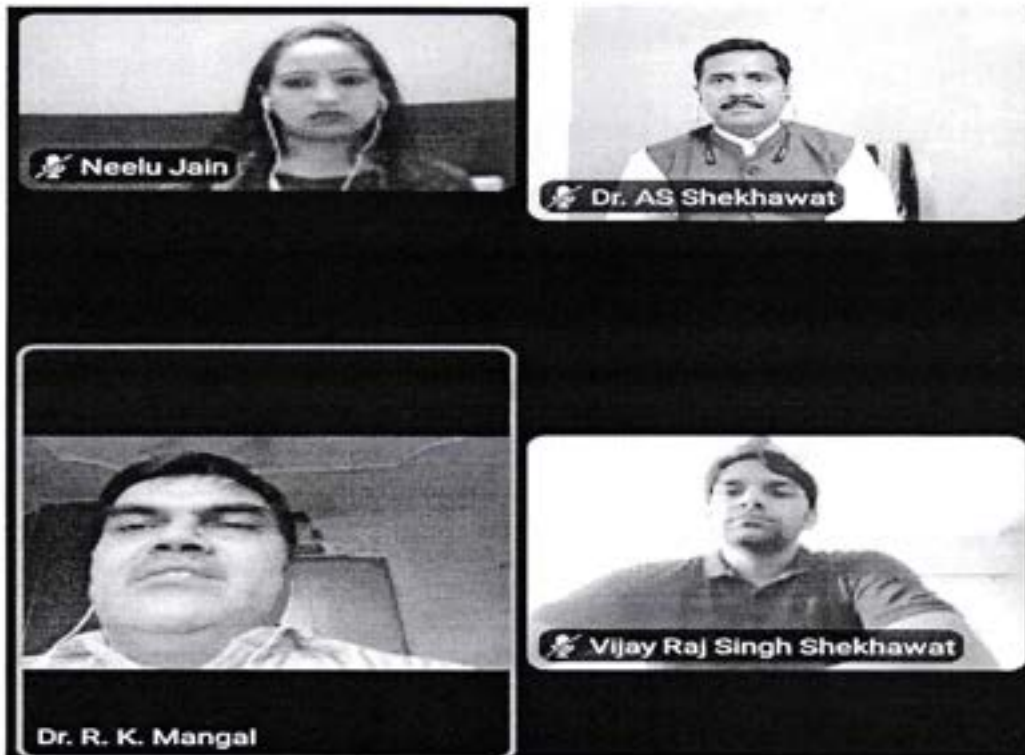 Neelu Jain
Dr. AS Shekhawat
Vijay Raj Singh Shekhawat
Dr. R. K. Mangal